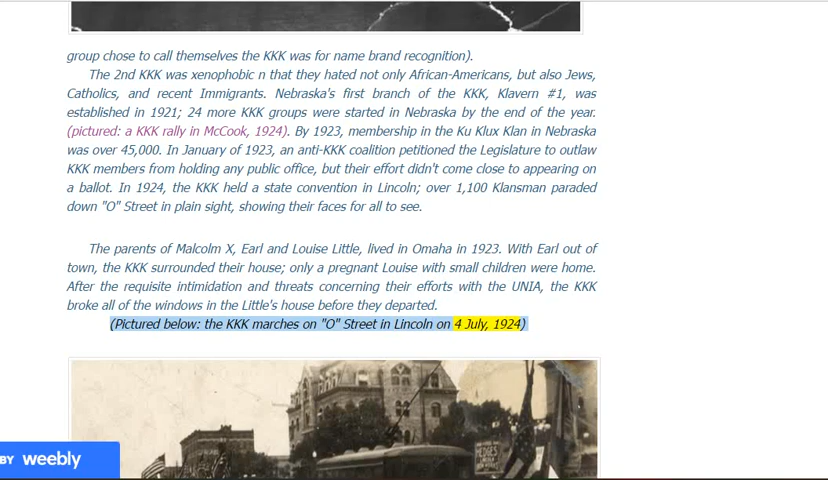 group chose to call themselves the KKK was for name brand recognition).
The 2nd KKK was xenophobic n that they hated not only African-Americans, but also Jews,
Catholics, and recent Immigrants. Nebraska's first branch of the KKK, Klavern #1, was
established in 1921; 24 more KKK groups were started in Nebraska by the end of the year.
(pictured: a KKK rally in McCook, 1924). By 1923, membership in the Ku Klux Klan in Nebraska
was over 45,000. In January of 1923, an anti-KKK coalition petitioned the Legislature to outlaw
KKK members from holding any public office, but their effort didn't come close to appearing on
a ballot. In 1924, the KKK held a state convention in Lincoln; over 1,100 Klansman paraded
down "O" Street in plain sight, showing their faces for all to see.
The parents of Malcolm X, Earl and Louise Little, lived in Omaha in 1923. With Earl out of
town, the KKK surrounded their house; only a pregnant Louise with small children were home.
After the requisite intimidation and threats concerning their efforts with the UNIA, the KKK
broke all of the windows in the Little's house before they departed.
(Pictured below: the KKK marches on "O" Street in Lincoln on 4 July, 1924)
HEDGES
LINCOLN
BY weebly